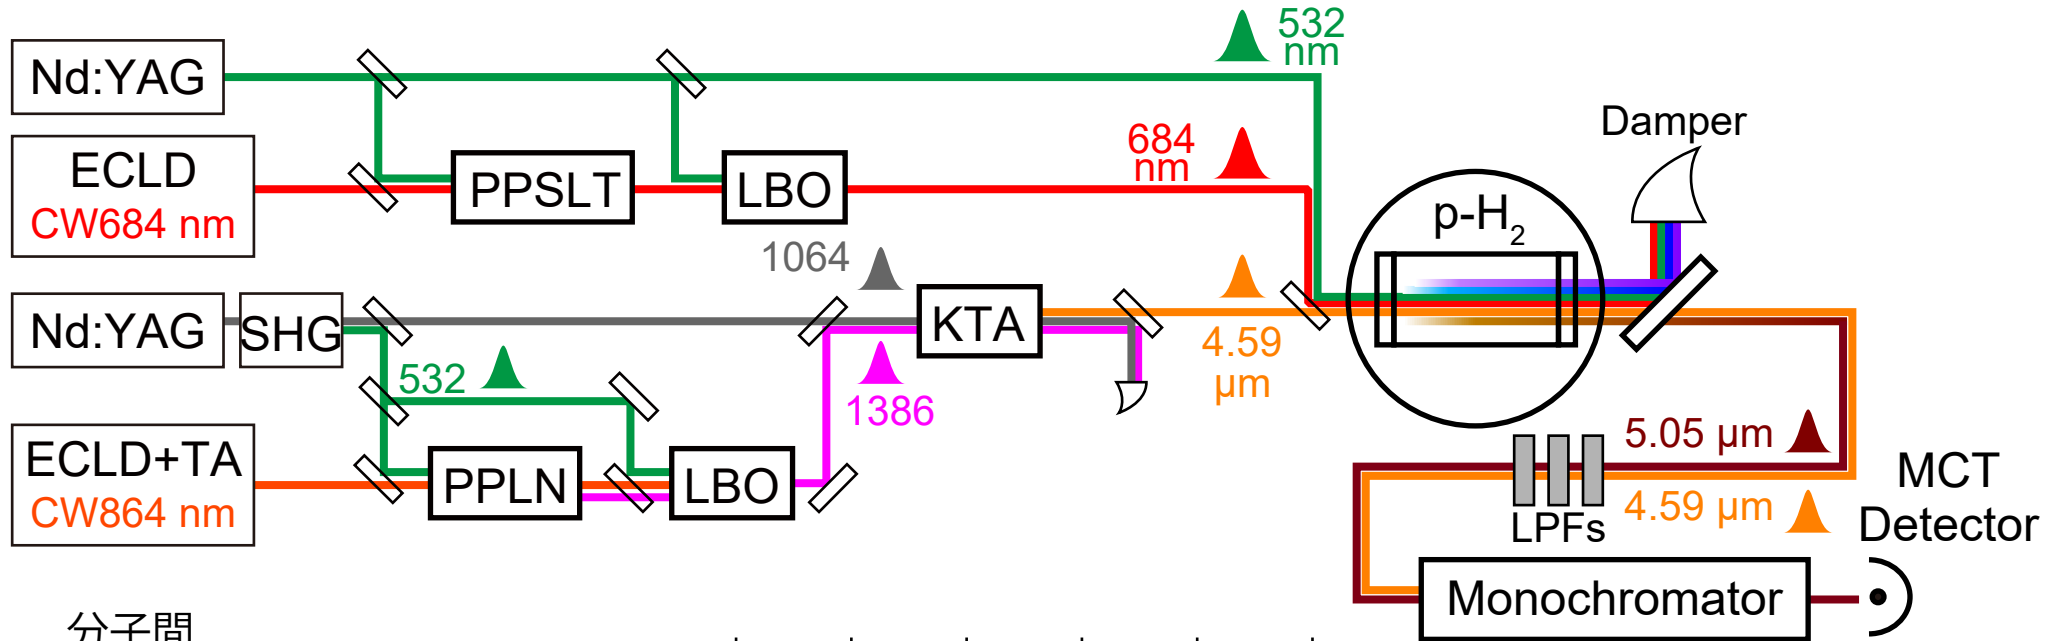 532
nm
Nd:YAG
Damper
684
nm
ECLD
CW684 nm
PPSLT
LBO
p-H2
1064
Nd:YAG
SHG
KTA
4.59
μm
532
1386
5.05 μm
ECLD+TA
CW864 nm
PPLN
LBO
MCT
Detector
4.59 μm
LPFs
Monochromator
分子間